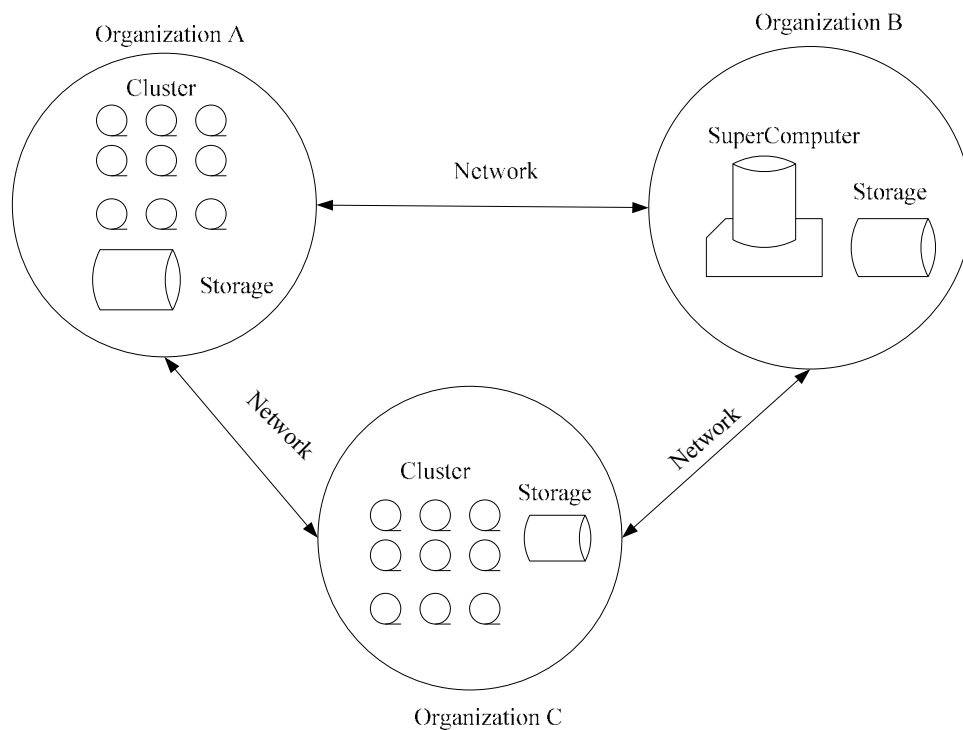 Organization A
Organization B
Cluster
SuperComputer
Network
Storage
Storage
Network
Network
Cluster
Storage
Organization C